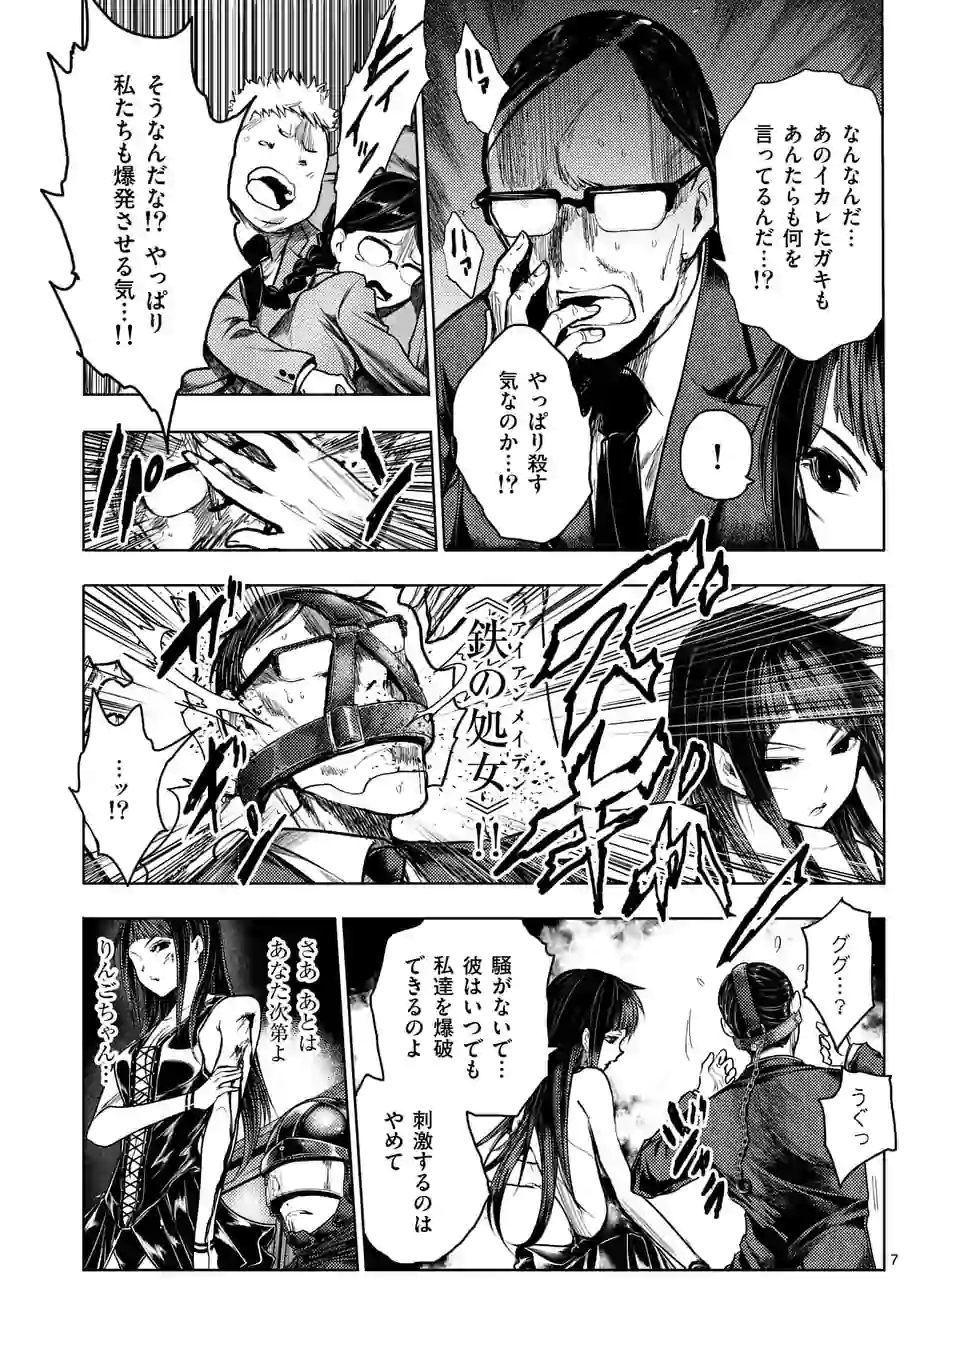 なんなんだ…
あのイカレたガキも
あんたらも何を
言ってるんだ…!?
はっ
はっ
！
やっぱり殺す
気なのか…!?
そうなんだな!? やっぱり
私たちも爆発させる気…!!
バッ
《鉄の処女》!!
アイアン メイデン
ガギ
…ッ!?
ググ…?
うぐっ
騒がないで…
彼はいつでも
私達を爆破
できるのよ
刺激するのは
やめて
さあ あとは
あなた次第よ
りんごちゃん…
7